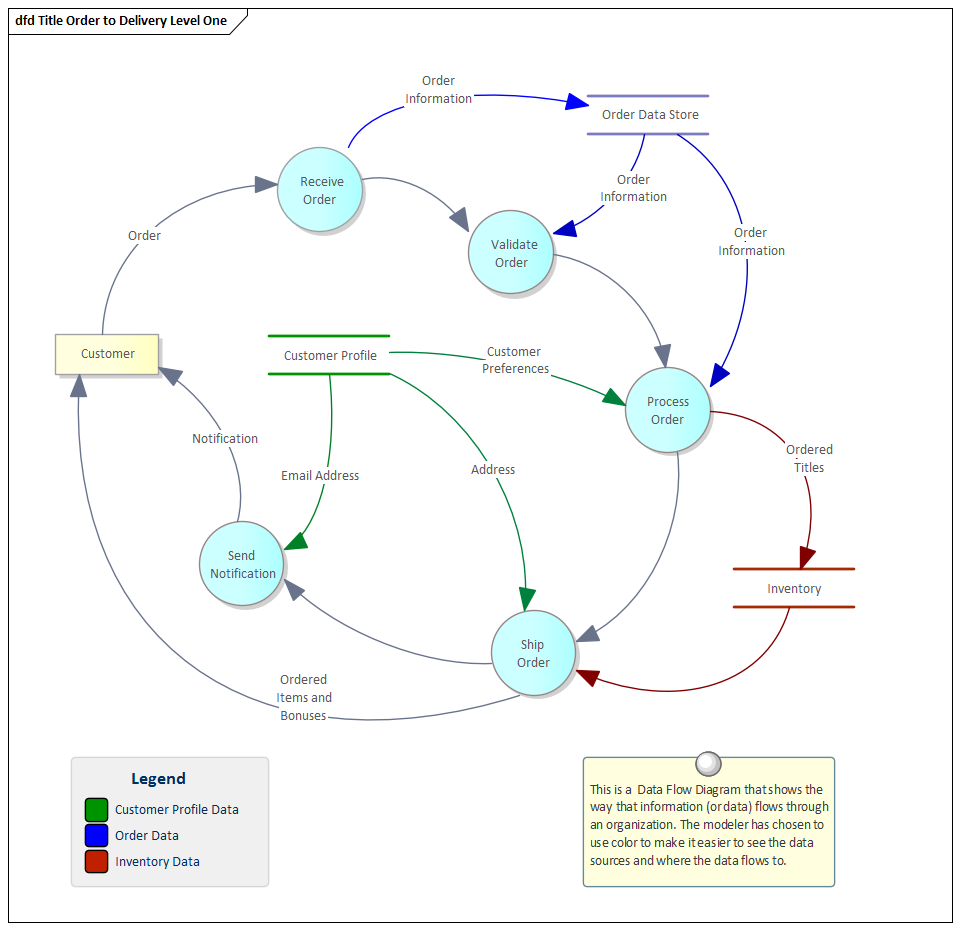 dfd Title Order to Delivery Level One
Order
Information
Order Data Store
Receive
Order
Order
Information
Validate
Order
Order
Order
Information
Customer
Customer Profile
Customer
Preferences
Process
Order
Notification
Ordered
Titles
Address
Email Address
Send
Notification
Inventory
Ship
Order
Ordered
Items and
Bonuses
Legend
Customer Profile Data
Order Data
Inventory Data
This is a Data Flow Diagram that shows the
way that information (or data) flows through
an organization. The modeler has chosen to
use color to make it easier to see the data
sources and where the data flows to.